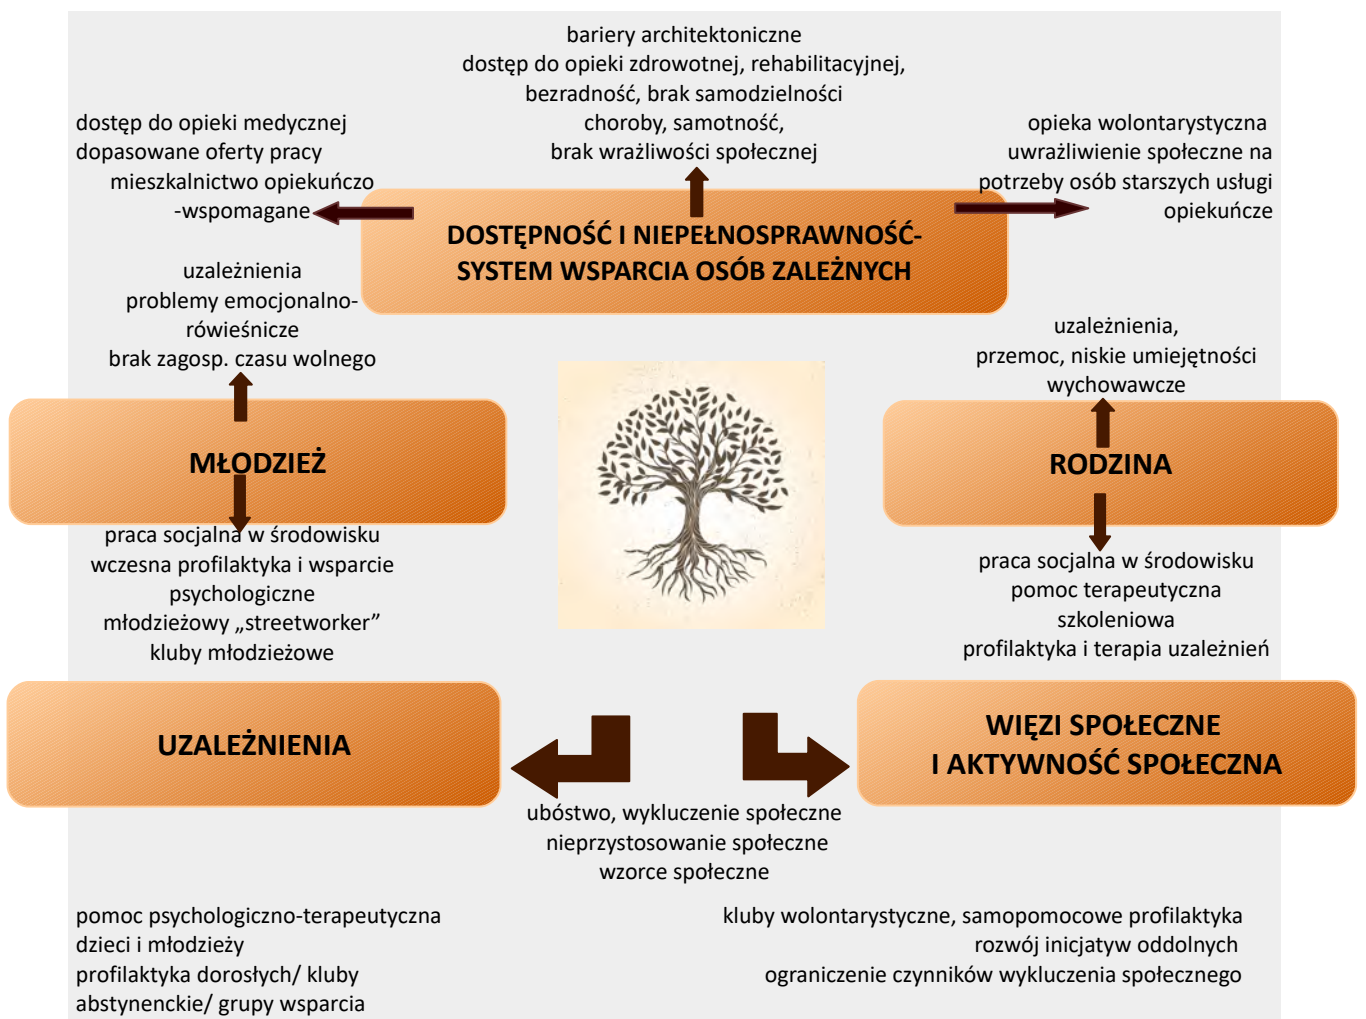 bariery architektoniczne
dostęp do opieki zdrowotnej, rehabilitacyjnej,
bezradność, brak samodzielności
choroby, samotność,
brak wrażliwości społecznej
dostęp do opieki medycznej
dopasowane oferty pracy
mieszkalnictwo opiekuńczo
-wspomagane
opieka wolontarystyczna
uwrażliwienie społeczne na
potrzeby osób starszych usługi
opiekuńcze
DOSTĘPNOŚĆ I NIEPEŁNOSPRAWNOŚĆ-
SYSTEM WSPARCIA OSÓB ZALEŻNYCH
uzależnienia
problemy emocjonalno-
rówieśnicze
brak zagosp. czasu wolnego
uzależnienia,
przemoc, niskie umiejętności
wychowawcze
MŁODZIEŻ
RODZINA
praca socjalna w środowisku
wczesna profilaktyka i wsparcie
psychologiczne
młodzieżowy „streetworker”
kluby młodzieżowe
praca socjalna w środowisku
pomoc terapeutyczna
szkoleniowa
profilaktyka i terapia uzależnień
UZALEŻNIENIA
WIĘZI SPOŁECZNE
I AKTYWNOŚĆ SPOŁECZNA
ubóstwo, wykluczenie społeczne
nieprzystosowanie społeczne
wzorce społeczne
pomoc psychologiczno-terapeutyczna
dzieci i młodzieży
profilaktyka dorosłych/ kluby
abstynenckie/ grupy wsparcia
kluby wolontarystyczne, samopomocowe profilaktyka
rozwój inicjatyw oddolnych
ograniczenie czynników wykluczenia społecznego